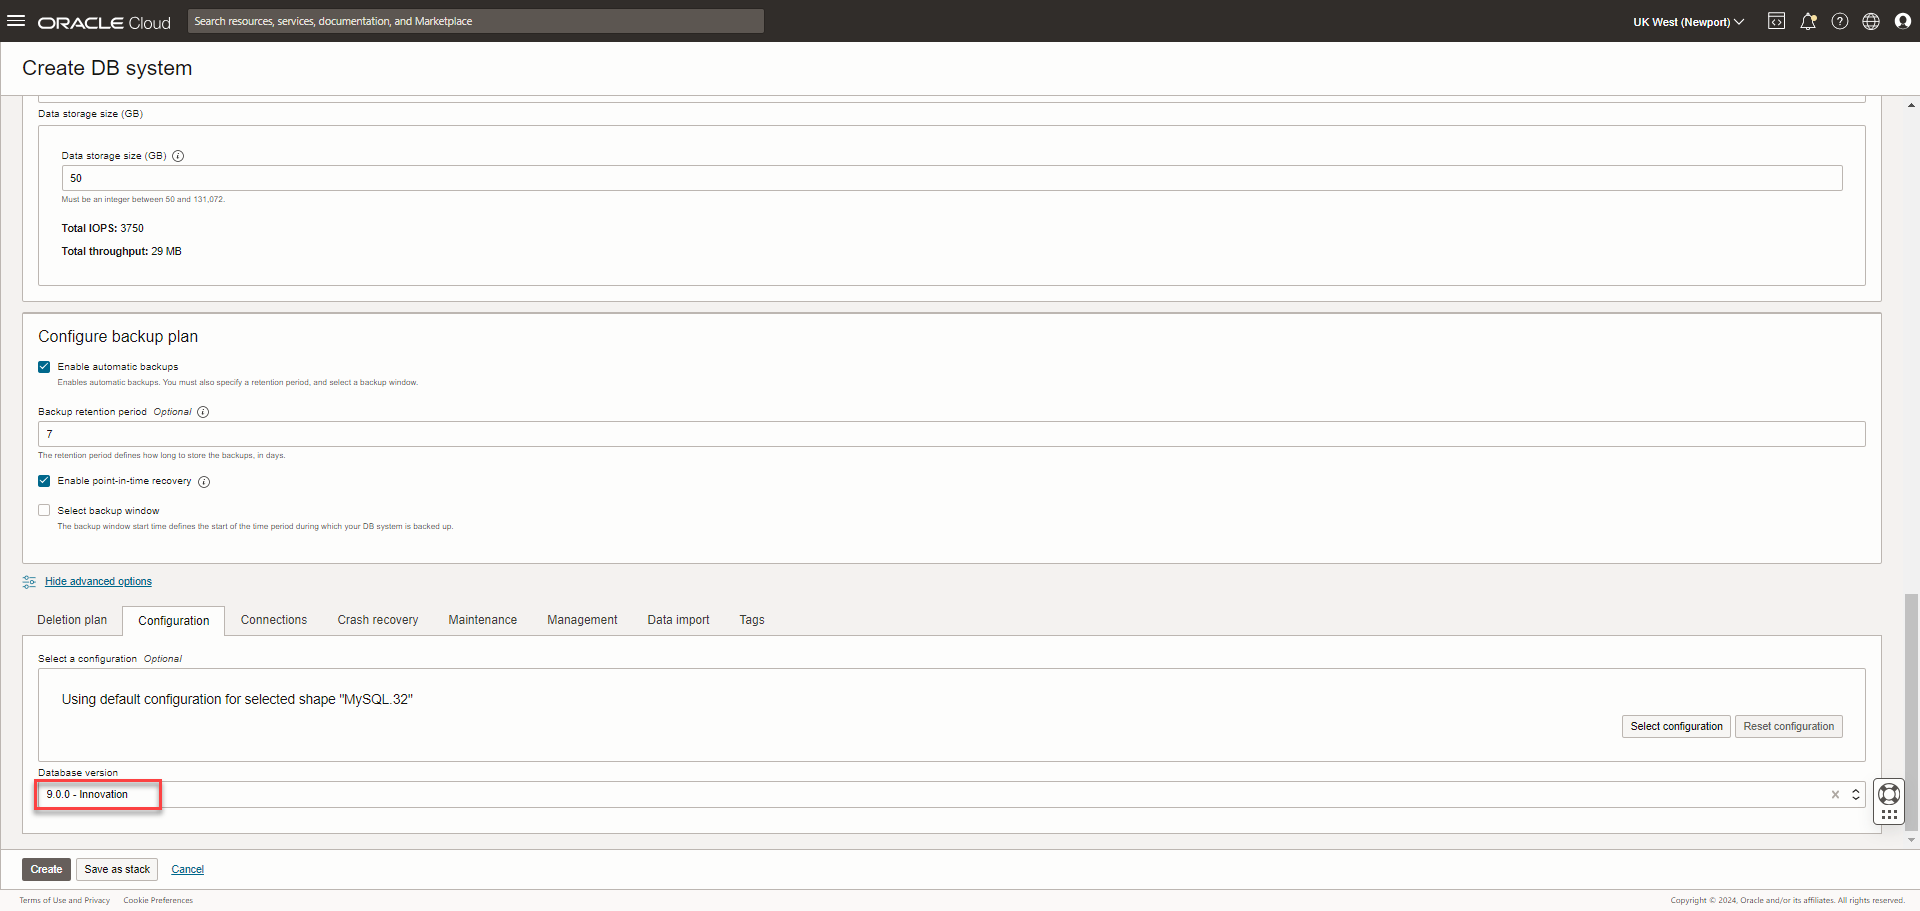 ORACLE Cloud
Search resources, services, documentation, and Marketplace
UK West (Newport)
Create DB system
Data storage size (GB)
Data storage size (GB)
50
Must be an integer between 50 and 131,072.
Total IOPS: 3750
Total throughput: 29 MB
Configure backup plan
Enable automatic backups
Enables automatic backups. You must also specify a retention period, and select a backup window.
Backup retention period Optional
7
The retention period defines how long to store the backups, in days.
Enable point-in-time recovery
Select backup window
The backup window start time defines the start of the time period during which your DB system is backed up.
Hide advanced options
Deletion plan Configuration Connections Crash recovery Maintenance Management Data import Tags
Select a configuration Optional
Using default configuration for selected shape "MySQL.32"
Select configuration Reset configuration
Database version
9.0.0 - Innovation
Create Save as stack Cancel
Terms of Use and Privacy Cookie Preferences
Copyright © 2024, Oracle and/or its affiliates. All rights reserved.